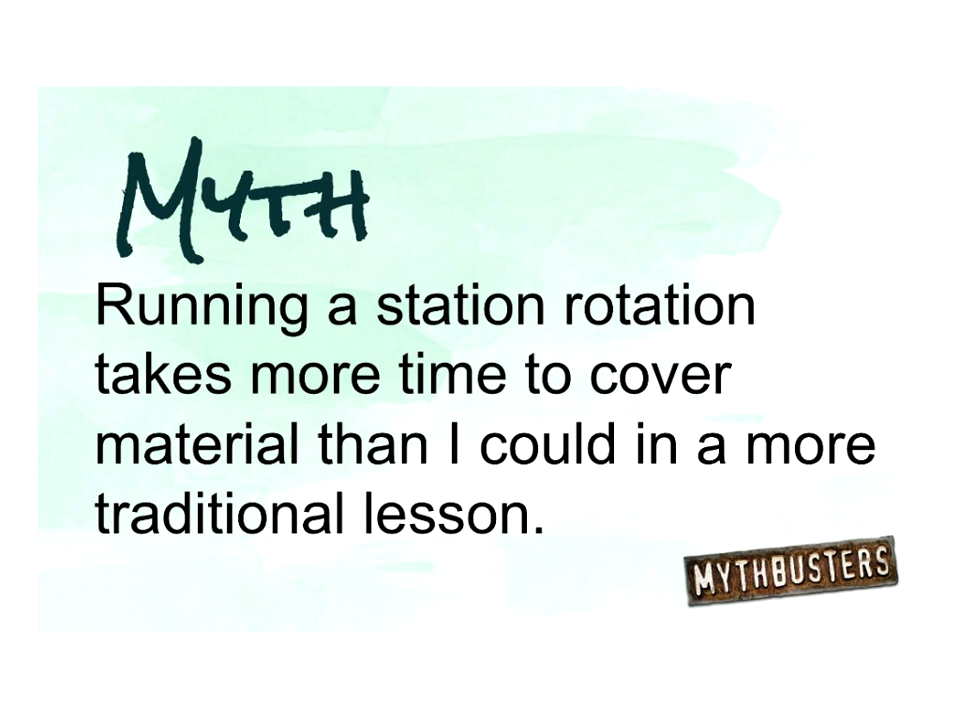 MYTH
Running a station rotation
takes more time to cover
material than I could in a more
traditional lesson.
MYTHBUSTERS